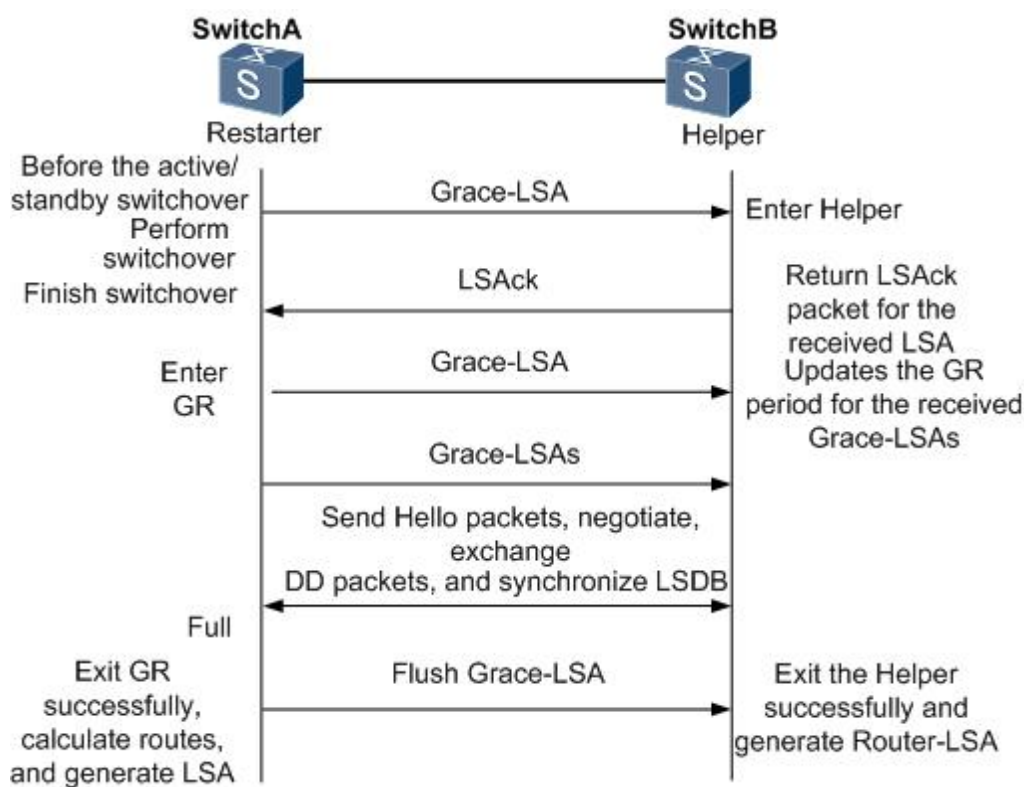 SwitchA
SwitchB
S
S
Restarter
Helper
Before the active/
standby switchover
Grace-LSA
Enter Helper
Perform
switchover
Finish switchover
LSAck
Return LSAck
packet for the
received LSA
Enter
GR
Grace-LSA
Updates the GR
period for the received
Grace-LSAs
Grace-LSAs
Send Hello packets, negotiate,
exchange
DD packets, and synchronize LSDB
Full
Exit GR
successfully,
calculate routes,
and generate LSA
Flush Grace-LSA
Exit the Helper
successfully and
generate Router-LSA